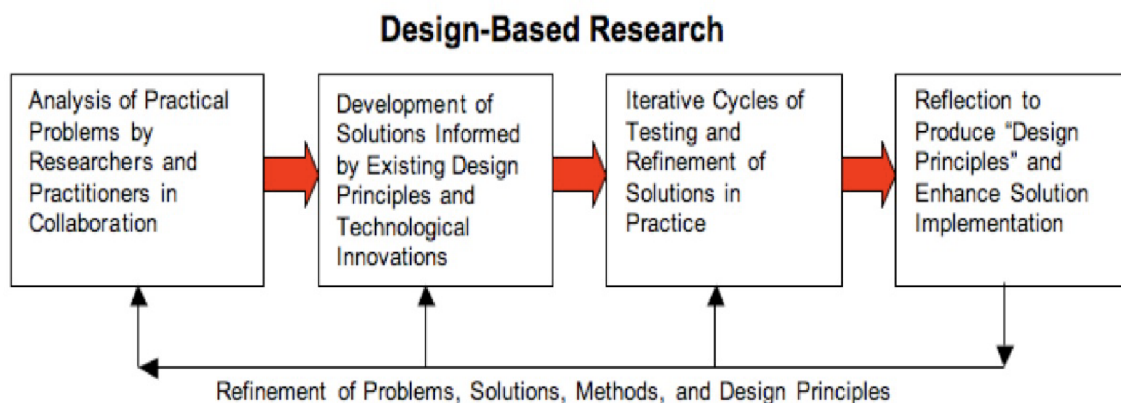 Design-Based Research
Analysis of Practical
Problems by
Researchers and
Practitioners in
Collaboration
Development of
Solutions Informed
by Existing Design
Principles and
Technological
Innovations
Iterative Cycles of
Testing and
Refinement of
Solutions in
Practice
Reflection to
Produce “Design
Principles” and
Enhance Solution
Implementation
Refinement of Problems, Solutions, Methods, and Design Principles